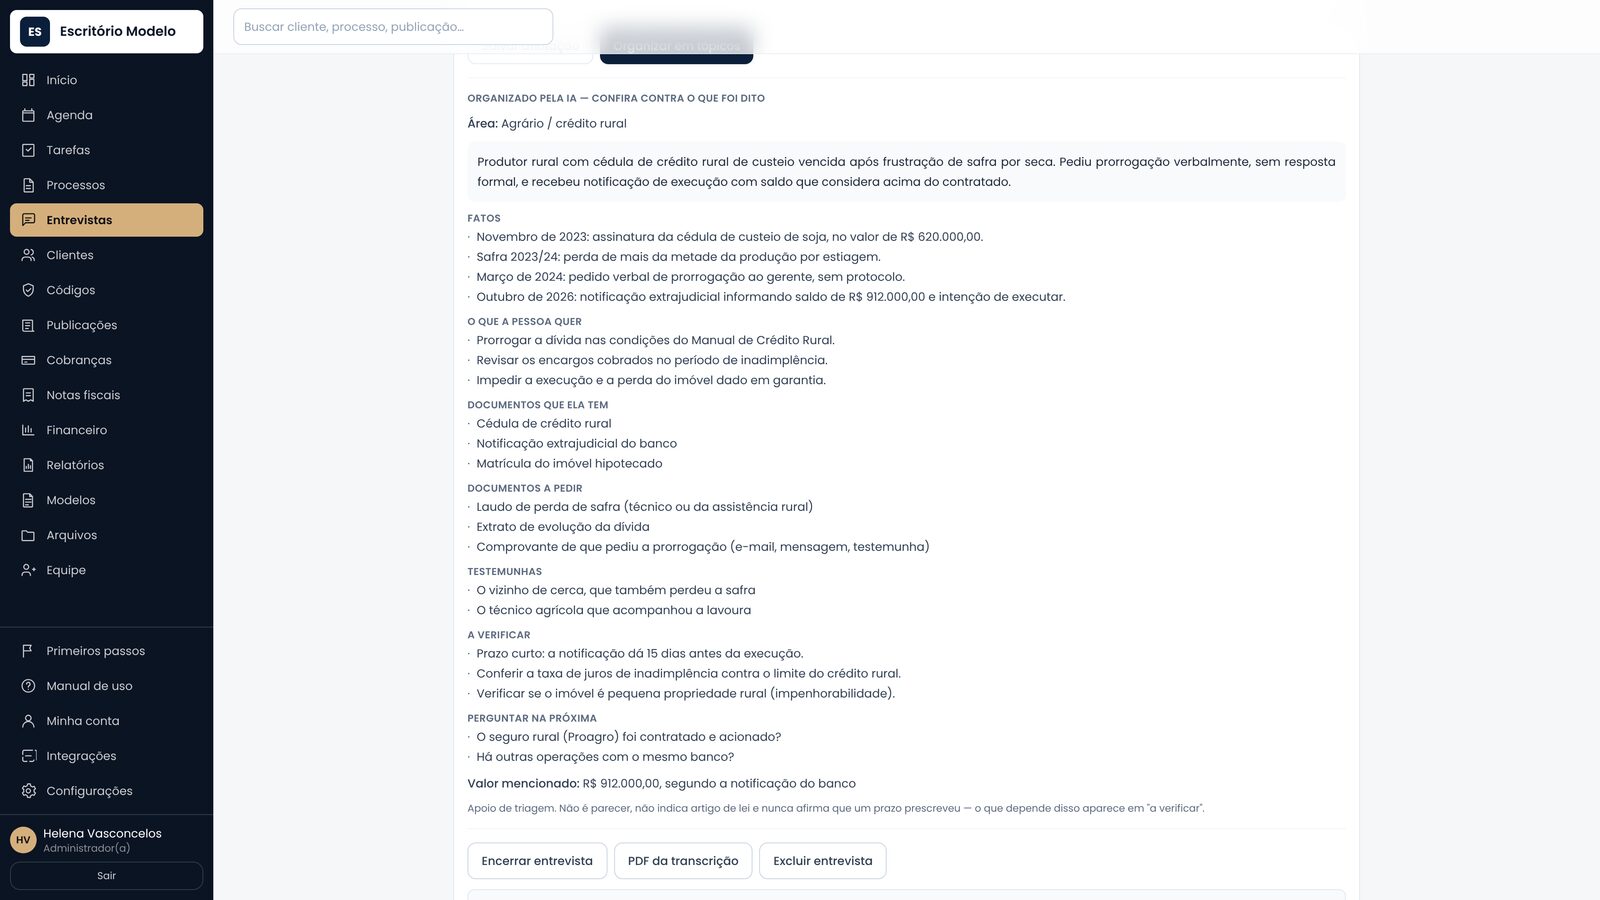 ES Escritório Modelo
Início
Agenda
Tarefas
Processos
Entrevistas
Clientes
Códigos
Publicações
Cobranças
Notas fiscais
Financeiro
Relatórios
Modelos
Arquivos
Equipe
Primeiros passos
Manual de uso
Minha conta
Integrações
Configurações
HV Helena Vasconcelos
Administrador(a)
Sair
Buscar cliente, processo, publicação...
Organizar em tópicos
ORGANIZADO PELA IA — CONFIRA CONTRA O QUE FOI DITO
Área: Agrário / crédito rural
Produtor rural com cédula de crédito rural de custeio vencida após frustração de safra por seca. Pediu prorrogação verbalmente, sem resposta
formal, e recebeu notificação de execução com saldo que considera acima do contratado.
FATOS
· Novembro de 2023: assinatura da cédula de custeio de soja, no valor de R$ 620.000,00.
· Safra 2023/24: perda de mais da metade da produção por estiagem.
· Março de 2024: pedido verbal de prorrogação ao gerente, sem protocolo.
· Outubro de 2026: notificação extrajudicial informando saldo de R$ 912.000,00 e intenção de executar.
O QUE A PESSOA QUER
· Prorrogar a dívida nas condições do Manual de Crédito Rural.
· Revisar os encargos cobrados no período de inadimplência.
· Impedir a execução e a perda do imóvel dado em garantia.
DOCUMENTOS QUE ELA TEM
· Cédula de crédito rural
· Notificação extrajudicial do banco
· Matrícula do imóvel hipotecado
DOCUMENTOS A PEDIR
· Laudo de perda de safra (técnico ou da assistência rural)
· Extrato de evolução da dívida
· Comprovante de que pediu a prorrogação (e-mail, mensagem, testemunha)
TESTEMUNHAS
· O vizinho de cerca, que também perdeu a safra
· O técnico agrícola que acompanhou a lavoura
A VERIFICAR
· Prazo curto: a notificação dá 15 dias antes da execução.
· Conferir a taxa de juros de inadimplência contra o limite do crédito rural.
· Verificar se o imóvel é pequena propriedade rural (impenhorabilidade).
PERGUNTAR NA PRÓXIMA
· O seguro rural (Proagro) foi contratado e acionado?
· Há outras operações com o mesmo banco?
Valor mencionado: R$ 912.000,00, segundo a notificação do banco
Apoio de triagem. Não é parecer, não indica artigo de lei e nunca afirma que um prazo prescreveu — o que depende disso aparece em "a verificar".
Encerrar entrevista
PDF da transcrição
Excluir entrevista